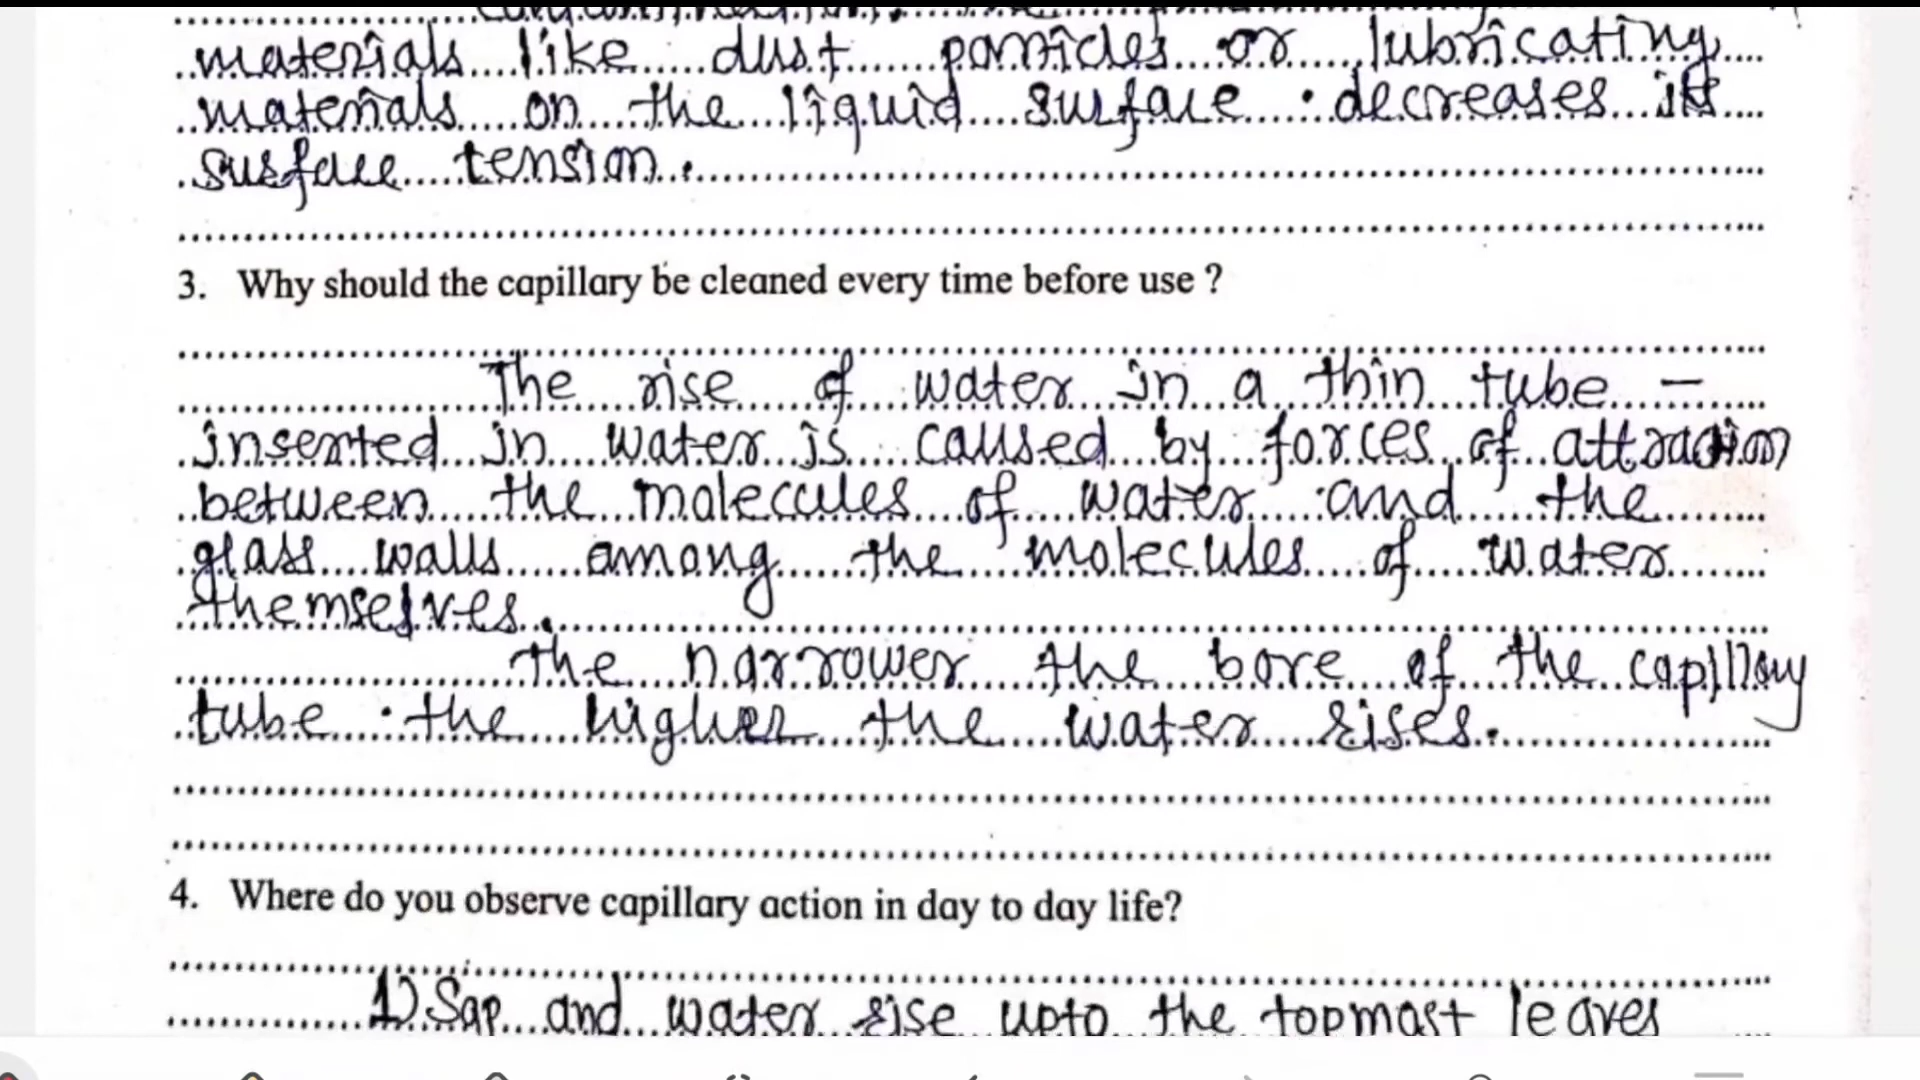 materials like dust particles or lubricating
materials on the liquid surface decreases its
surface tension.
3. Why should the capillary be cleaned every time before use ?
The rise of water in a thin tube –
inserted in water is caused by forces of attraction
between the molecules of water and the
glass walls among the molecules of water
themselves.
the narrower the bore of the capillary
tube the higher the water rises.
4. Where do you observe capillary action in day to day life?
1) Sap and water rise upto the topmost leaves